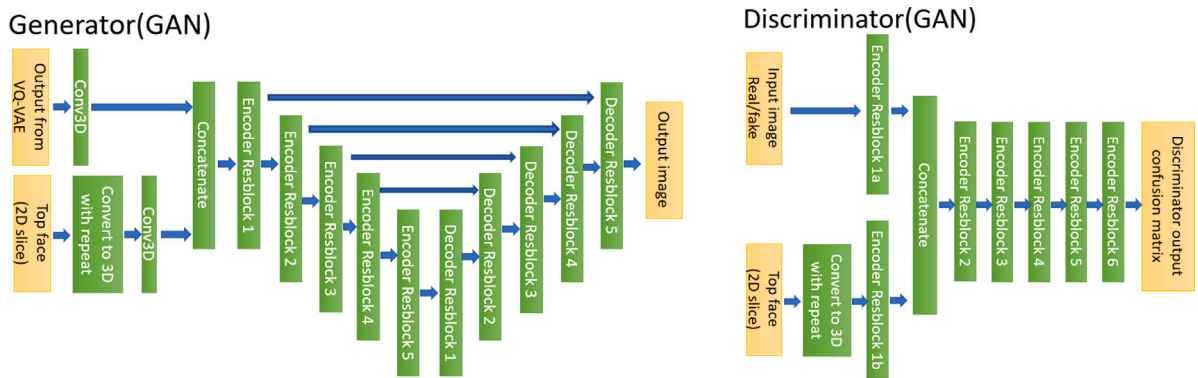 Generator(GAN)
Output from
VQ-VAE
Conv3D
Top face
(2D slice)
Convert to 3D
with repeat
Conv3D
Concatenate
Encoder Resblock 1
Encoder Resblock 2
Encoder Resblock 3
Encoder Resblock 4
Encoder Resblock 5
Decoder Resblock 1
Decoder Resblock 2
Decoder Resblock 3
Decoder Resblock 4
Decoder Resblock 5
Output image
Discriminator(GAN)
Input image
Real/fake
Encoder Resblock 1a
Top face
(2D slice)
Convert to 3D
with repeat
Encoder Resblock 1b
Concatenate
Encoder Resblock 2
Encoder Resblock 3
Encoder Resblock 4
Encoder Resblock 5
Encoder Resblock 6
Discriminator output
confusion matrix